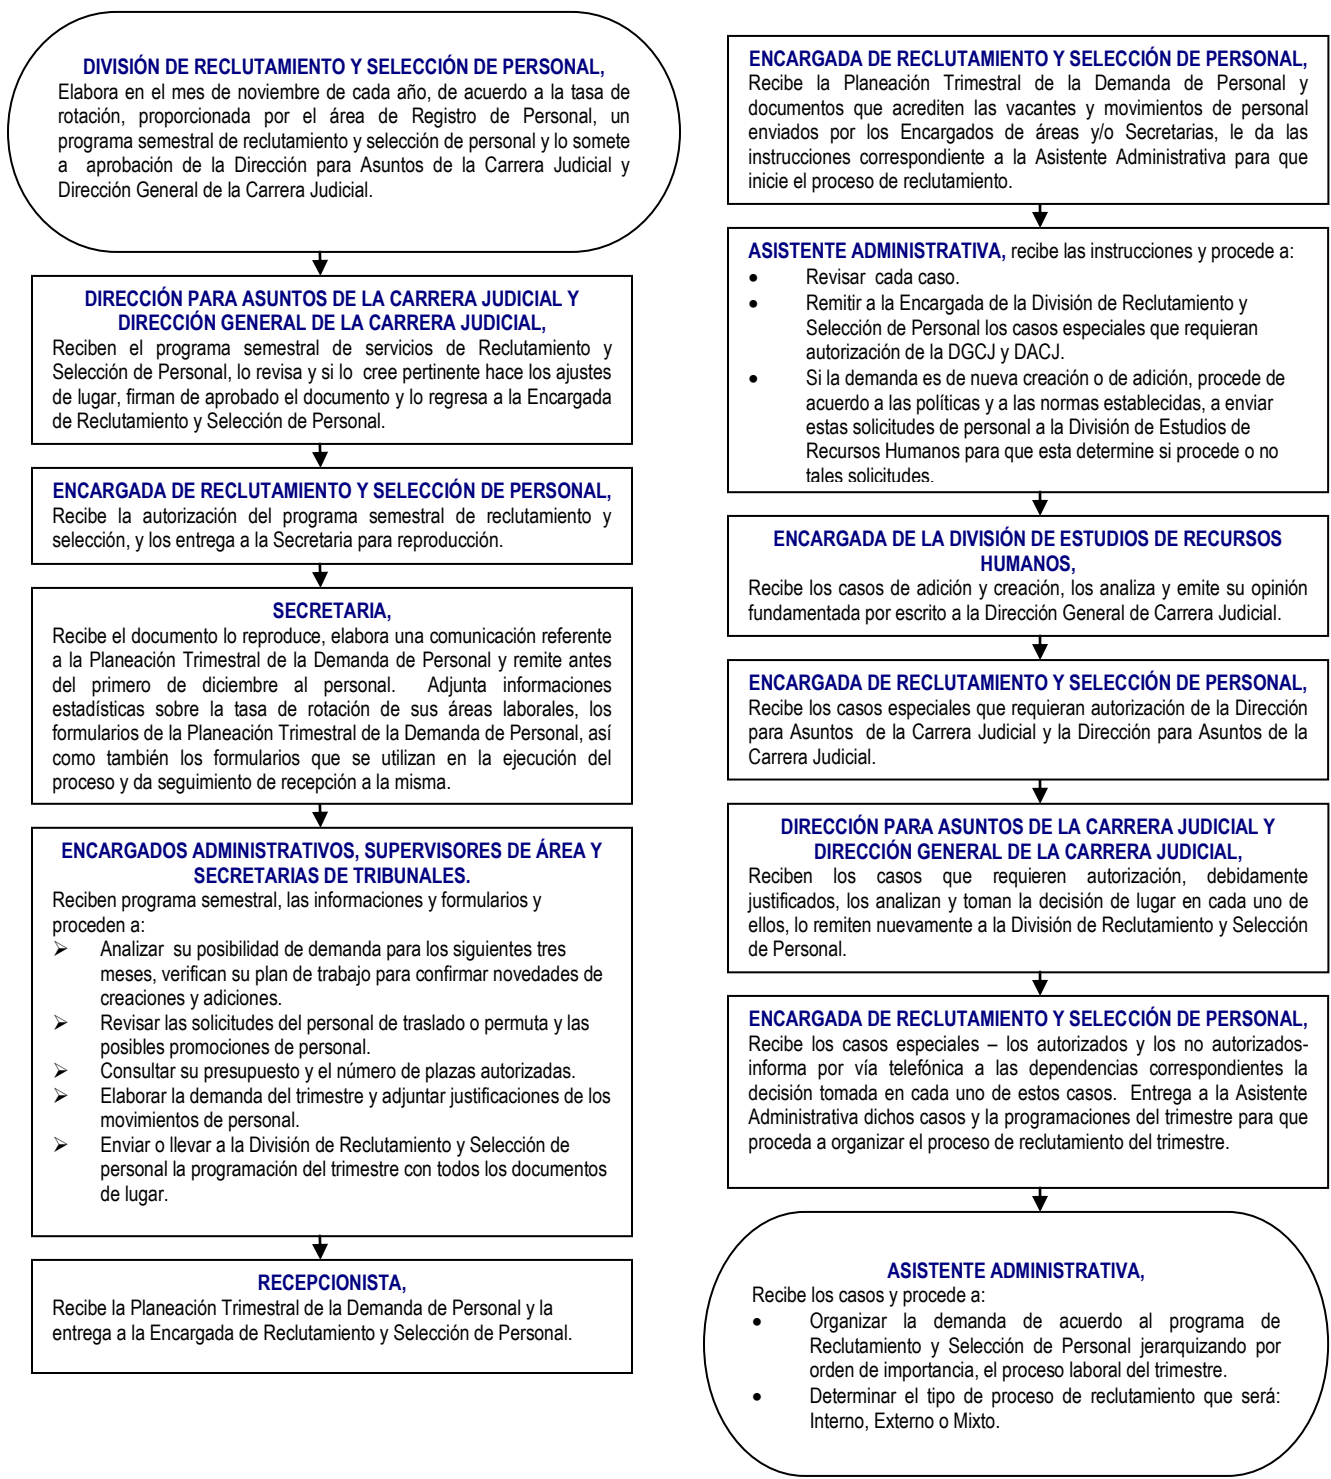 DIVISIÓN DE RECLUTAMIENTO Y SELECCIÓN DE PERSONAL,
Elabora en el mes de noviembre de cada año, de acuerdo a la tasa de
rotación, proporcionada por el área de Registro de Personal, un
programa semestral de reclutamiento y selección de personal y lo somete
a aprobación de la Dirección para Asuntos de la Carrera Judicial y
Dirección General de la Carrera Judicial.
DIRECCIÓN PARA ASUNTOS DE LA CARRERA JUDICIAL Y
DIRECCIÓN GENERAL DE LA CARRERA JUDICIAL,
Reciben el programa semestral de servicios de Reclutamiento y
Selección de Personal, lo revisa y si lo cree pertinente hace los ajustes
de lugar, firman de aprobado el documento y lo regresa a la Encargada
de Reclutamiento y Selección de Personal.
ENCARGADA DE RECLUTAMIENTO Y SELECCIÓN DE PERSONAL,
Recibe la autorización del programa semestral de reclutamiento y
selección, y los entrega a la Secretaria para reproducción.
SECRETARIA,
Recibe el documento lo reproduce, elabora una comunicación referente
a la Planeación Trimestral de la Demanda de Personal y remite antes
del primero de diciembre al personal. Adjunta informaciones
estadísticas sobre la tasa de rotación de sus áreas laborales, los
formularios de la Planeación Trimestral de la Demanda de Personal, así
como también los formularios que se utilizan en la ejecución del
proceso y da seguimiento de recepción a la misma.
ENCARGADOS ADMINISTRATIVOS, SUPERVISORES DE ÁREA Y
SECRETARIAS DE TRIBUNALES.
Reciben programa semestral, las informaciones y formularios y
proceden a:
➢ Analizar su posibilidad de demanda para los siguientes tres
meses, verifican su plan de trabajo para confirmar novedades de
creaciones y adiciones.
➢ Revisar las solicitudes del personal de traslado o permuta y las
posibles promociones de personal.
➢ Consultar su presupuesto y el número de plazas autorizadas.
➢ Elaborar la demanda del trimestre y adjuntar justificaciones de los
movimientos de personal.
➢ Enviar o llevar a la División de Reclutamiento y Selección de
personal la programación del trimestre con todos los documentos
de lugar.
RECEPCIONISTA,
Recibe la Planeación Trimestral de la Demanda de Personal y la
entrega a la Encargada de Reclutamiento y Selección de Personal.
ENCARGADA DE RECLUTAMIENTO Y SELECCIÓN DE PERSONAL,
Recibe la Planeación Trimestral de la Demanda de Personal y
documentos que acrediten las vacantes y movimientos de personal
enviados por los Encargados de áreas y/o Secretarias, le da las
instrucciones correspondiente a la Asistente Administrativa para que
inicie el proceso de reclutamiento.
ASISTENTE ADMINISTRATIVA, recibe las instrucciones y procede a:
• Revisar cada caso.
• Remitir a la Encargada de la División de Reclutamiento y
Selección de Personal los casos especiales que requieran
autorización de la DGCJ y DACJ.
• Si la demanda es de nueva creación o de adición, procede de
acuerdo a las políticas y a las normas establecidas, a enviar
estas solicitudes de personal a la División de Estudios de
Recursos Humanos para que esta determine si procede o no
tales solicitudes.
ENCARGADA DE LA DIVISIÓN DE ESTUDIOS DE RECURSOS
HUMANOS,
Recibe los casos de adición y creación, los analiza y emite su opinión
fundamentada por escrito a la Dirección General de Carrera Judicial.
ENCARGADA DE RECLUTAMIENTO Y SELECCIÓN DE PERSONAL,
Recibe los casos especiales que requieran autorización de la Dirección
para Asuntos de la Carrera Judicial y la Dirección para Asuntos de la
Carrera Judicial.
DIRECCIÓN PARA ASUNTOS DE LA CARRERA JUDICIAL Y
DIRECCIÓN GENERAL DE LA CARRERA JUDICIAL,
Reciben los casos que requieren autorización, debidamente
justificados, los analizan y toman la decisión de lugar en cada uno de
ellos, lo remiten nuevamente a la División de Reclutamiento y Selección
de Personal.
ENCARGADA DE RECLUTAMIENTO Y SELECCIÓN DE PERSONAL,
Recibe los casos especiales – los autorizados y los no autorizados-
informa por vía telefónica a las dependencias correspondientes la
decisión tomada en cada uno de estos casos. Entrega a la Asistente
Administrativa dichos casos y la programaciones del trimestre para que
proceda a organizar el proceso de reclutamiento del trimestre.
ASISTENTE ADMINISTRATIVA,
Recibe los casos y procede a:
• Organizar la demanda de acuerdo al programa de
Reclutamiento y Selección de Personal jerarquizando por
orden de importancia, el proceso laboral del trimestre.
• Determinar el tipo de proceso de reclutamiento que será:
Interno, Externo o Mixto.